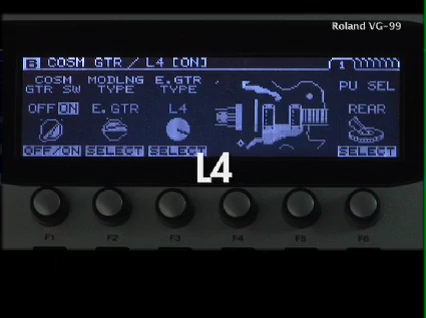 Roland VG-99
B COSM GTR / L4 [ON]
1
COSM GTR SW
MODLNG TYPE
E.GTR TYPE
PU SEL
OFF ON
E.GTR
L4
REAR
OFF/ON
SELECT
SELECT
SELECT
L4
F1
F2
F3
F4
F5
F6